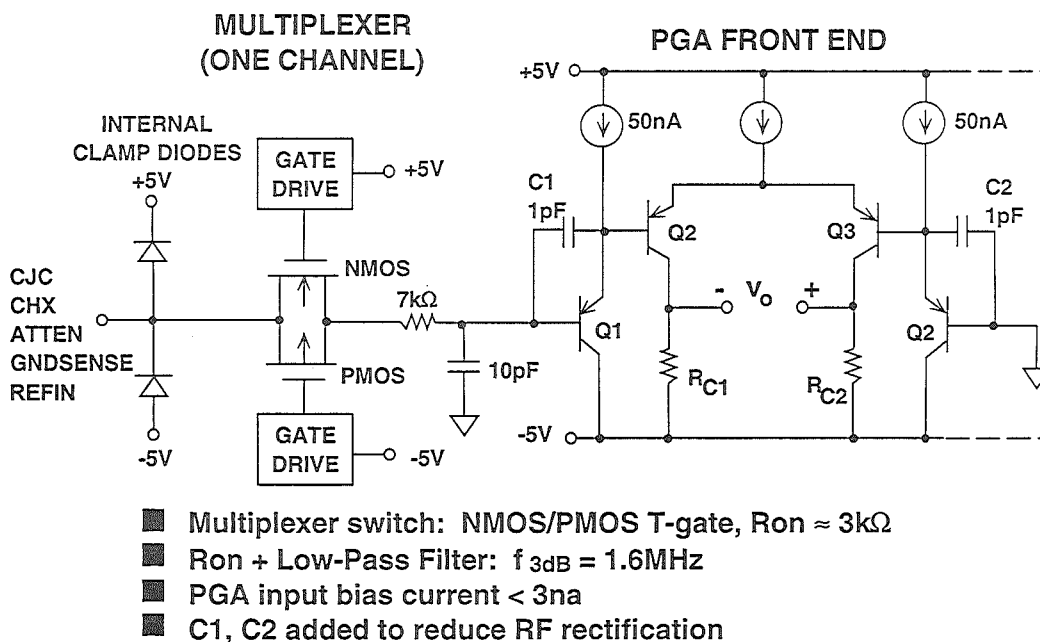 MULTIPLEXER
(ONE CHANNEL)
PGA FRONT END
+5V
INTERNAL
CLAMP DIODES
+5V
GATE
DRIVE
+5V
50nA
50nA
C1
1pF
C2
1pF
Q2
Q3
NMOS
CJC
CHX
ATTEN
GNDSENSE
REFIN
7kΩ
- Vo +
Q1
Q2
PMOS
10pF
RC1
RC2
-5V
GATE
DRIVE
-5V
-5V
Multiplexer switch: NMOS/PMOS T-gate, Ron ≈ 3kΩ
Ron + Low-Pass Filter: f 3dB = 1.6MHz
PGA input bias current < 3na
C1, C2 added to reduce RF rectification